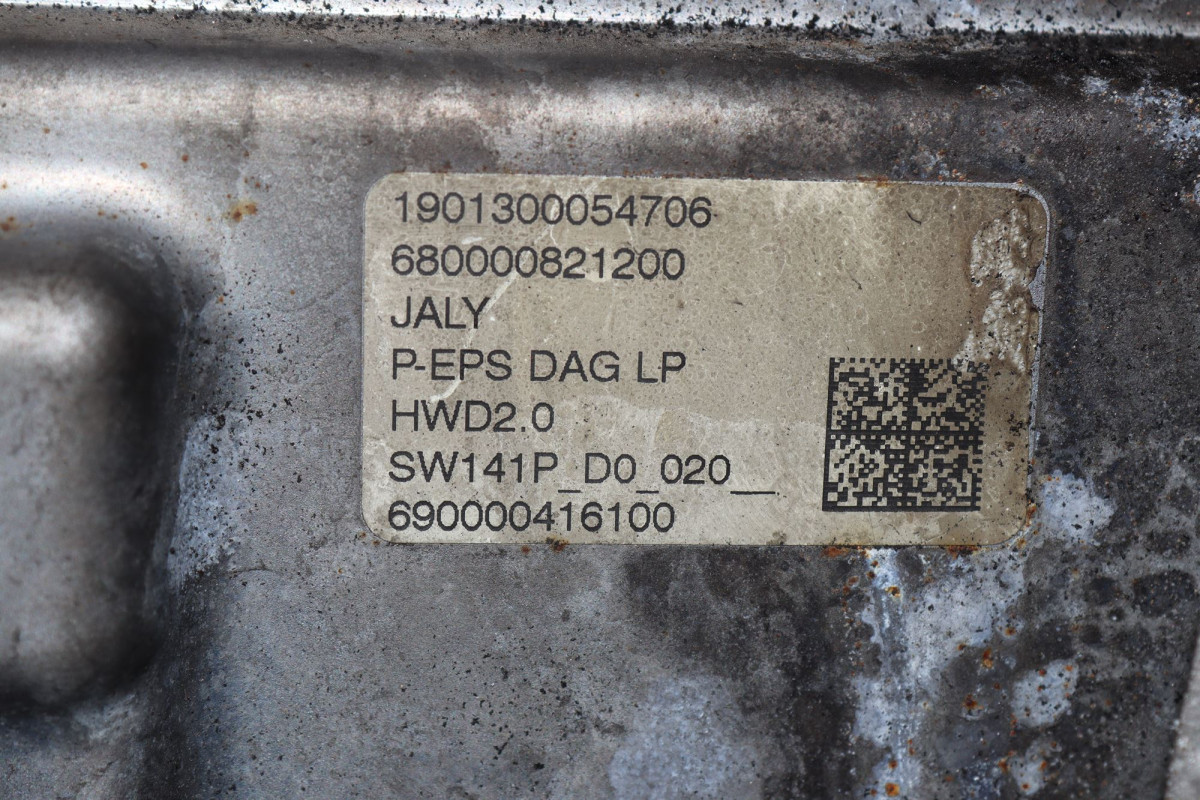 1901300054706
680000821200
JALY
P-EPS DAG LP
HWD2.0
SW141P_D0_020__
690000416100